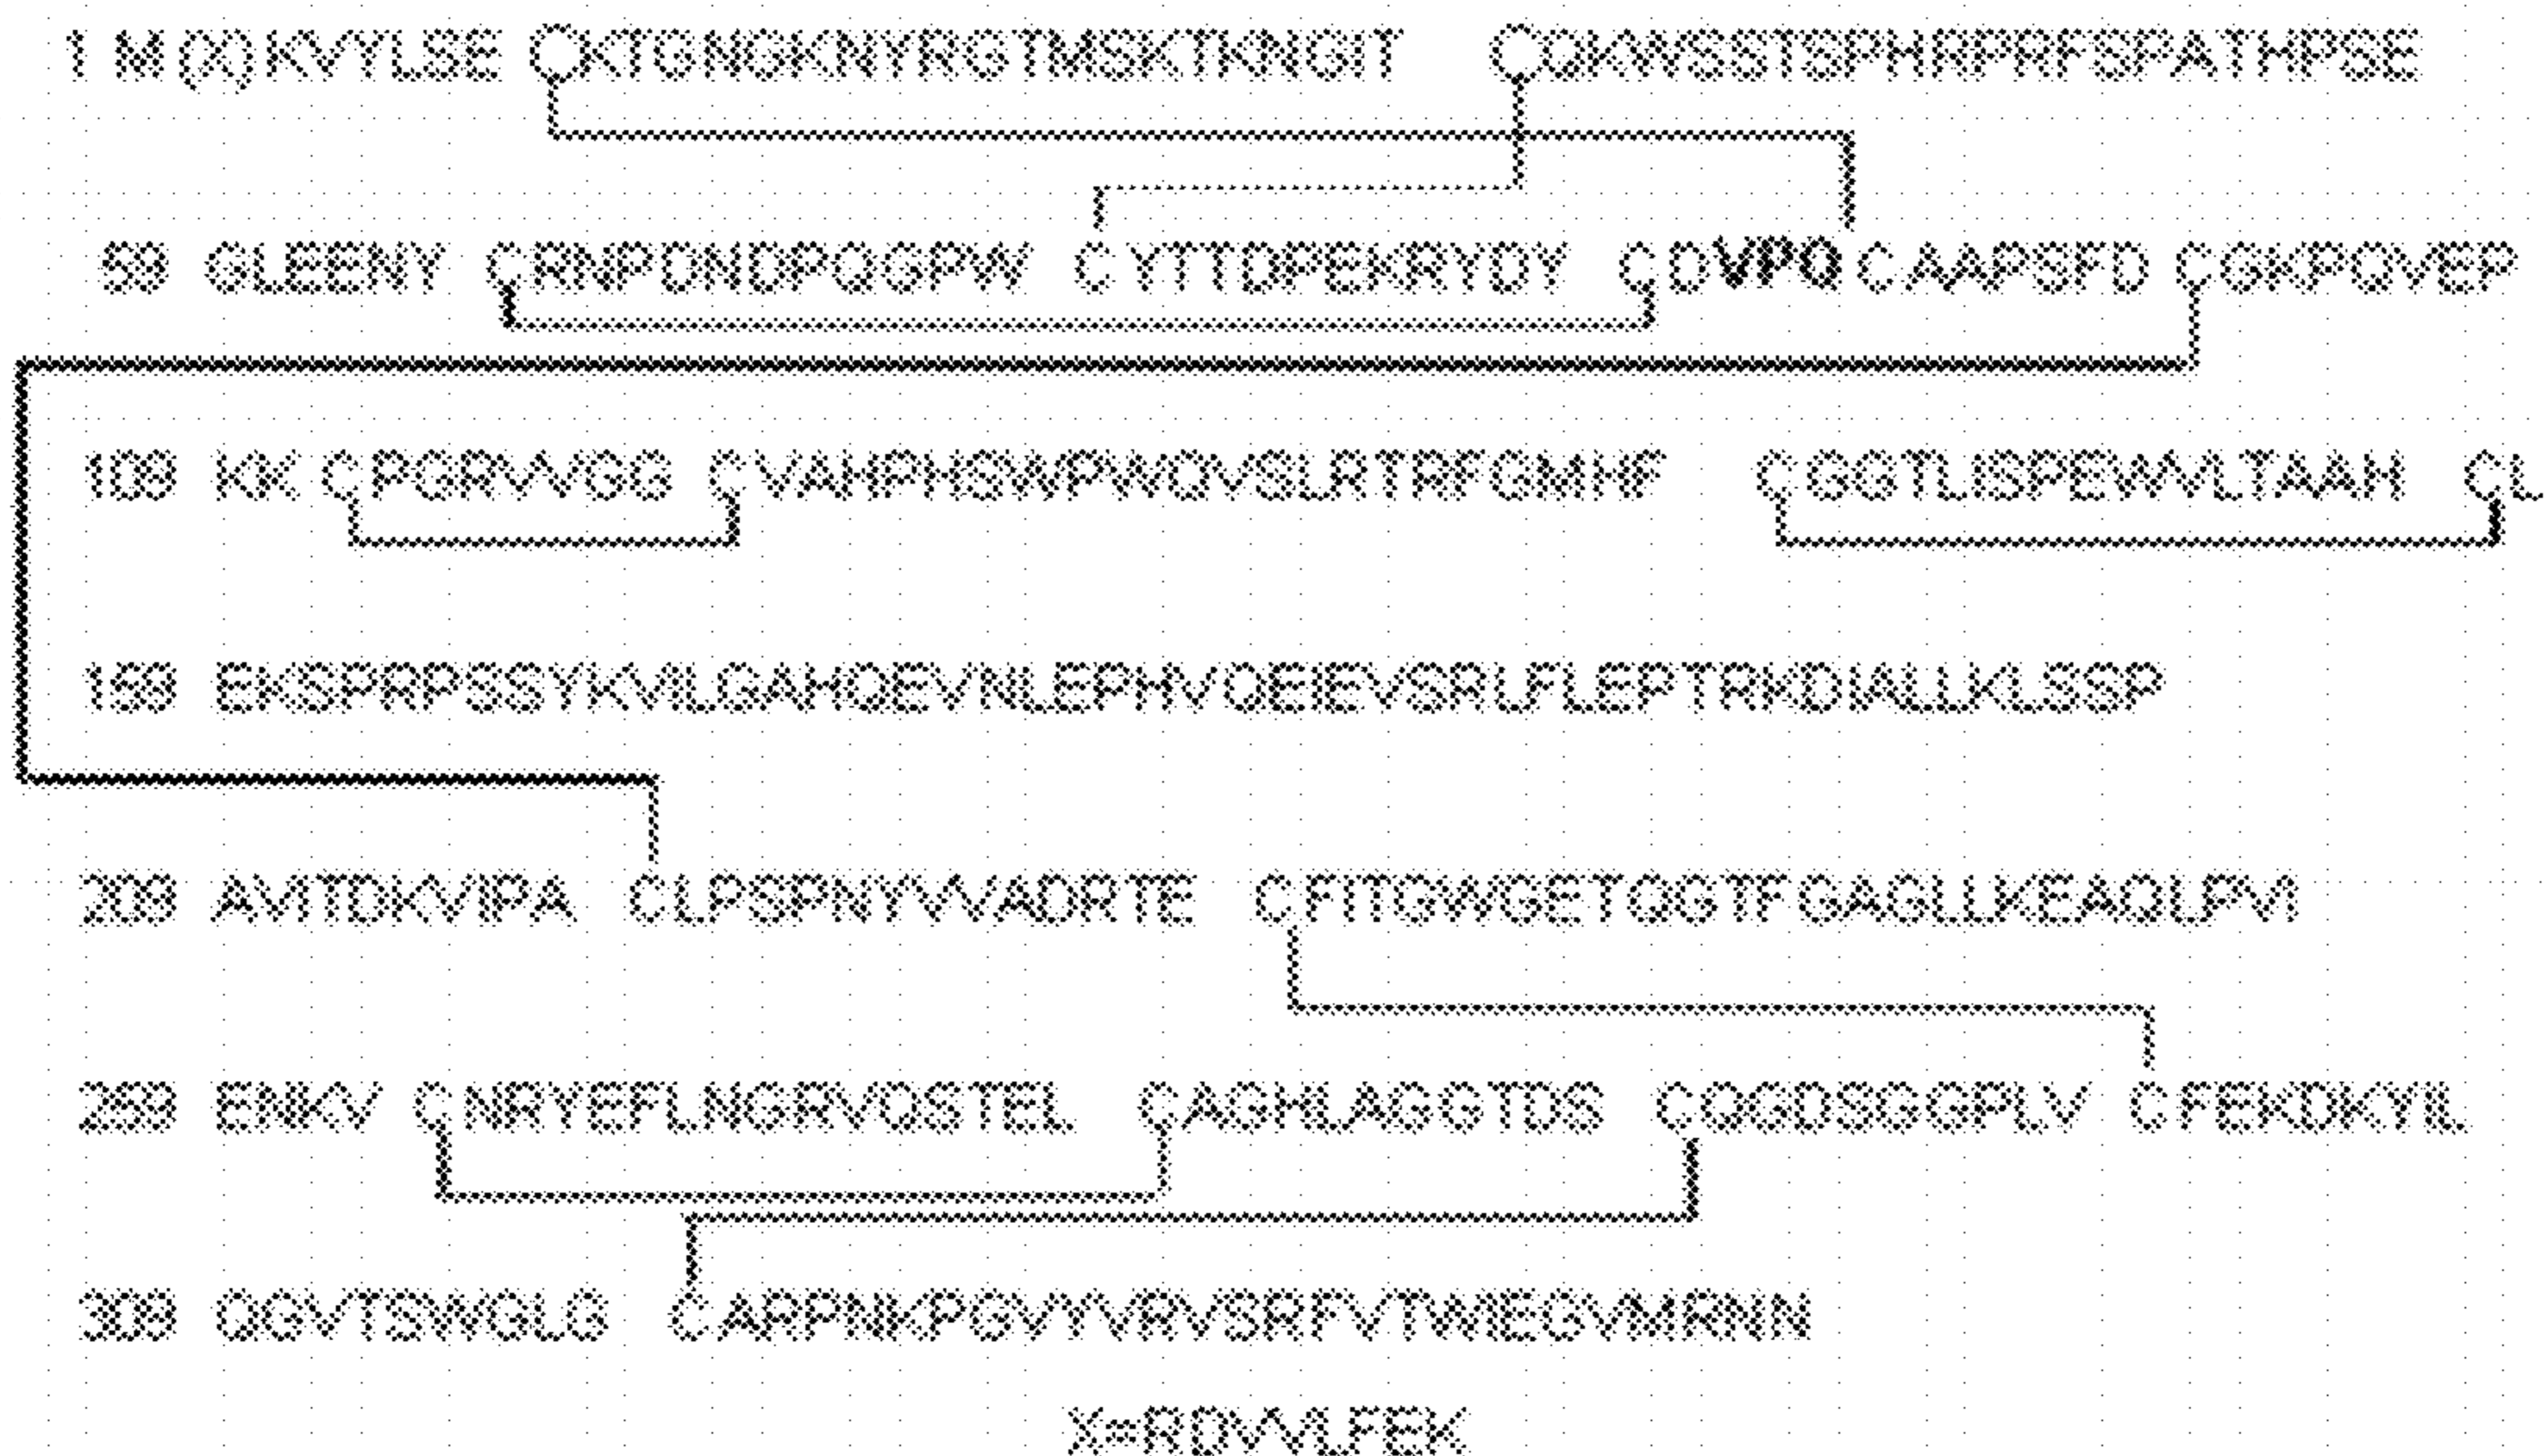 1 M (X) KVYLSE CKTGNGKNYRGTMSKTKNGIT CQKWSSTSPHRPRFSPATHPSE
59 GLEENY CRNPDNDPQGPW CYTTDPEKRYDY CDVPQ CAAPSFD CGKPQVEP
109 KK CPGRVVGG CVAHPHSWPWQVSLRTRFGMHF CGGTLISPEWVLTAAH CL
159 EKSPRPSSYKVILGAHQEVNLEPHVQEIEVSRLFLEPTRKDIALLKLSSP
209 AVITDKVIPA CLPSPNYVVADRTE CFITGWGETQGTFGAGLLKEAQLPVI
259 ENKV CNRYEFLNGRVQSTEL CAGHLAGGTDS CQGDSGGPLV CFEKDKYIL
309 QGVTSWGLG CARPNKPGVYVRVSRFVTWIEGVMRNN
X=RDVVLFEK